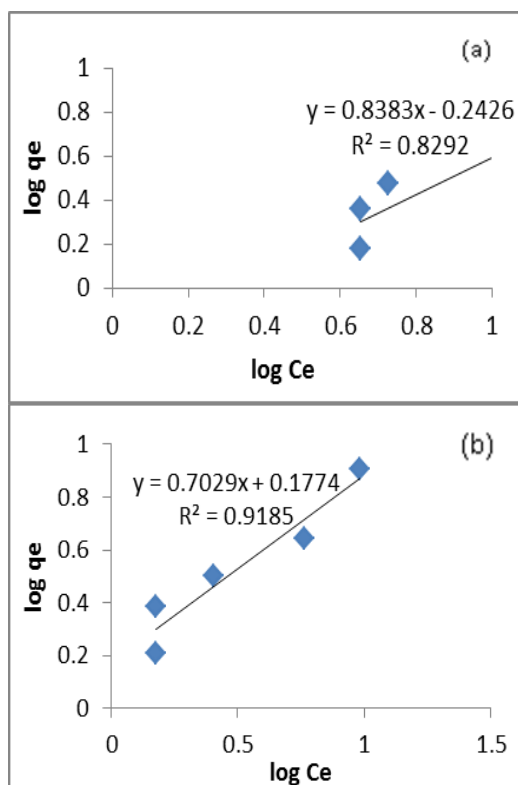 (a)
1
y = 0.8383x - 0.2426
0.8
R² = 0.8292
0.6
log qe
0.4
0.2
0
0 0.2 0.4 0.6 0.8 1
log Ce
(b)
1
y = 0.7029x + 0.1774
0.8
R² = 0.9185
0.6
log qe
0.4
0.2
0
0 0.5 1 1.5
log Ce